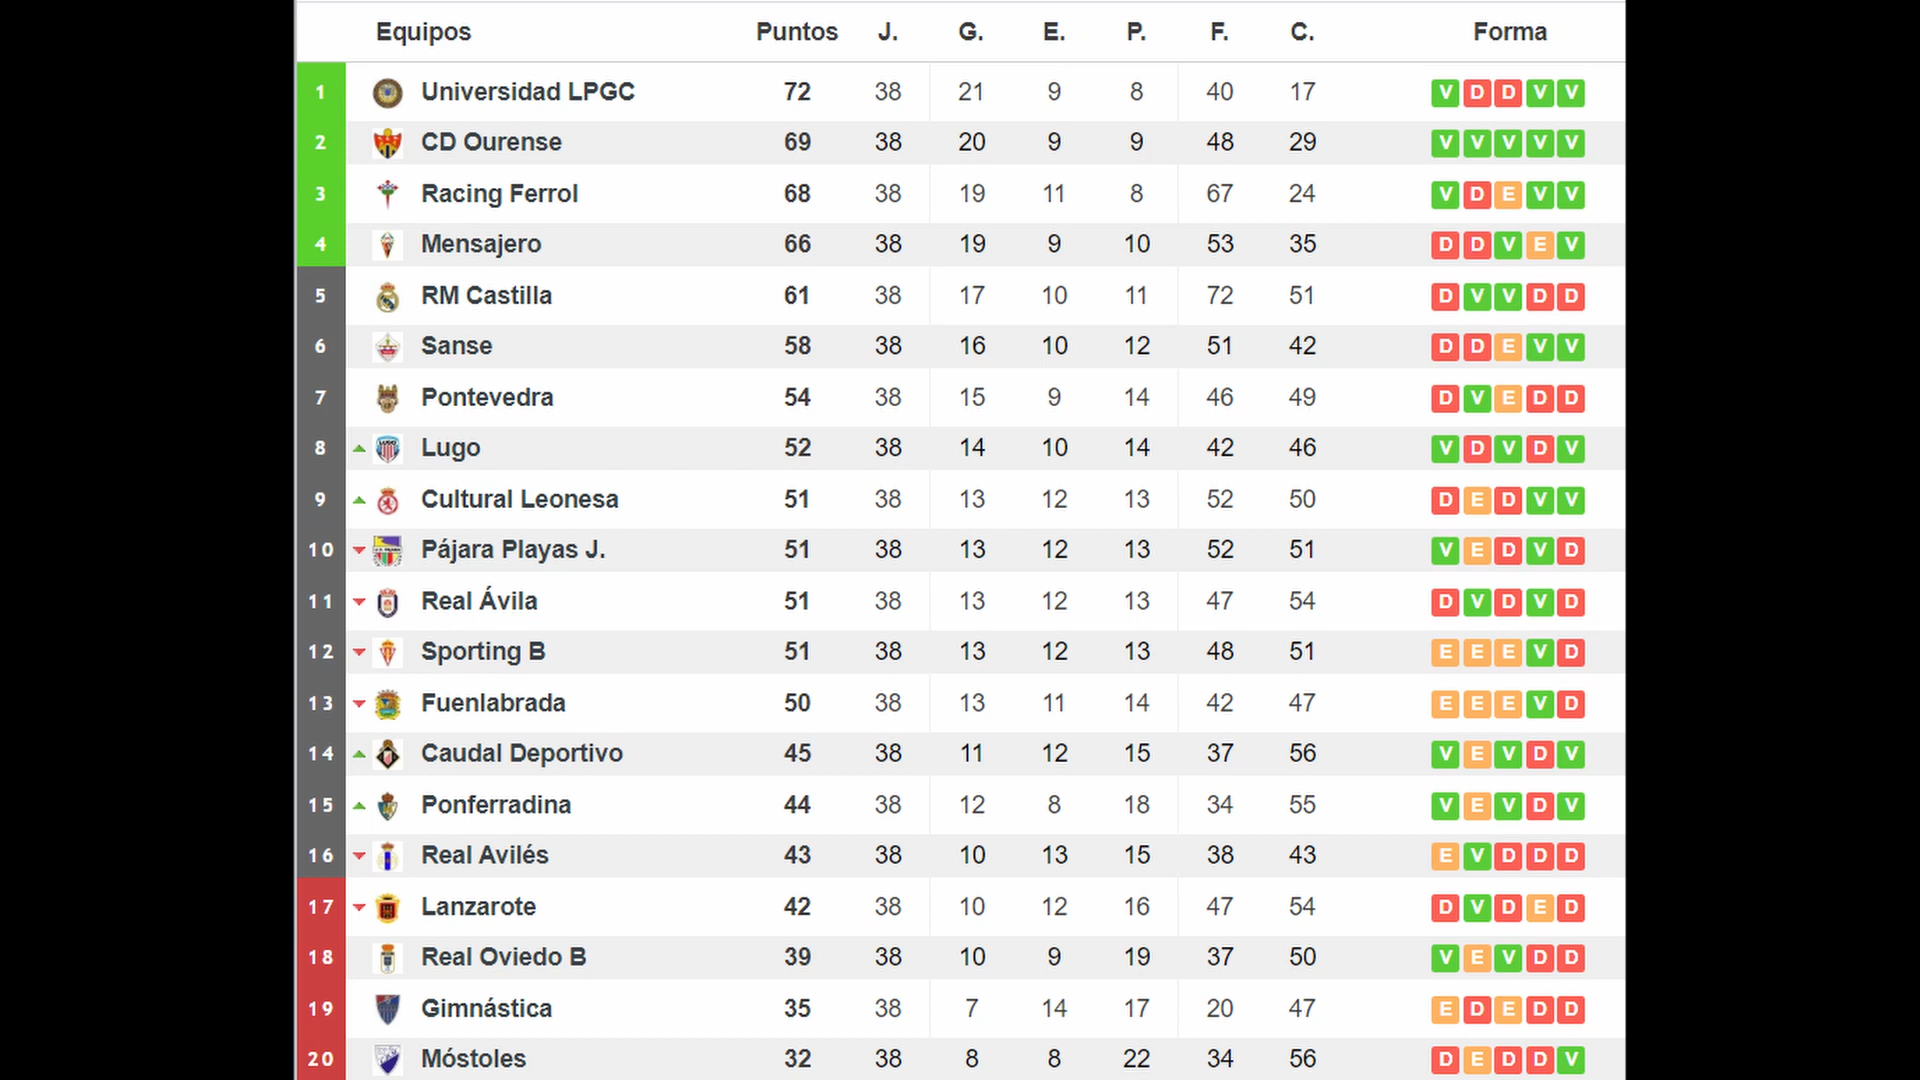 Equipos Puntos J. G. E. P. F. C. Forma
1 Universidad LPGC 72 38 21 9 8 40 17 V D D V V
2 CD Ourense 69 38 20 9 9 48 29 V V V V V
3 Racing Ferrol 68 38 19 11 8 67 24 V D E V V
4 Mensajero 66 38 19 9 10 53 35 D D V E V
5 RM Castilla 61 38 17 10 11 72 51 D V V D D
6 Sanse 58 38 16 10 12 51 42 D D E V V
7 Pontevedra 54 38 15 9 14 46 49 D V E D D
8 Lugo 52 38 14 10 14 42 46 V D V D V
9 Cultural Leonesa 51 38 13 12 13 52 50 D E D V V
10 Pájara Playas J. 51 38 13 12 13 52 51 V E D V D
11 Real Ávila 51 38 13 12 13 47 54 D V D V D
12 Sporting B 51 38 13 12 13 48 51 E E E V D
13 Fuenlabrada 50 38 13 11 14 42 47 E E E V D
14 Caudal Deportivo 45 38 11 12 15 37 56 V E V D V
15 Ponferradina 44 38 12 8 18 34 55 V E V D V
16 Real Avilés 43 38 10 13 15 38 43 E V D D D
17 Lanzarote 42 38 10 12 16 47 54 D V D E D
18 Real Oviedo B 39 38 10 9 19 37 50 V E V D D
19 Gimnástica 35 38 7 14 17 20 47 E D E D D
20 Móstoles 32 38 8 8 22 34 56 D E D D V